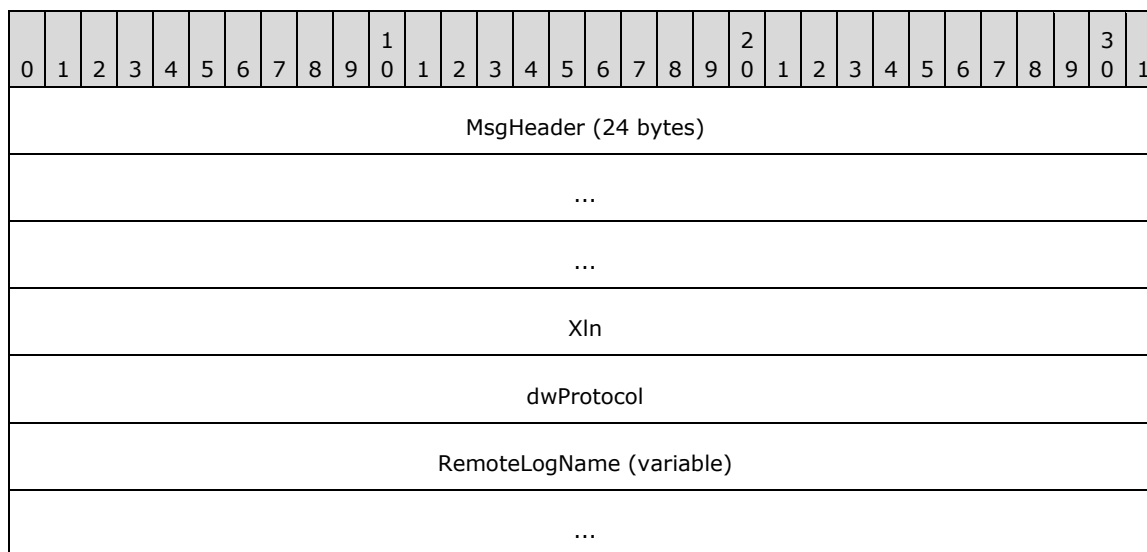 1 2 3
0 1 2 3 4 5 6 7 8 9 0 1 2 3 4 5 6 7 8 9 0 1 2 3 4 5 6 7 8 9 0 1
MsgHeader (24 bytes)
...
...
Xln
dwProtocol
RemoteLogName (variable)
...